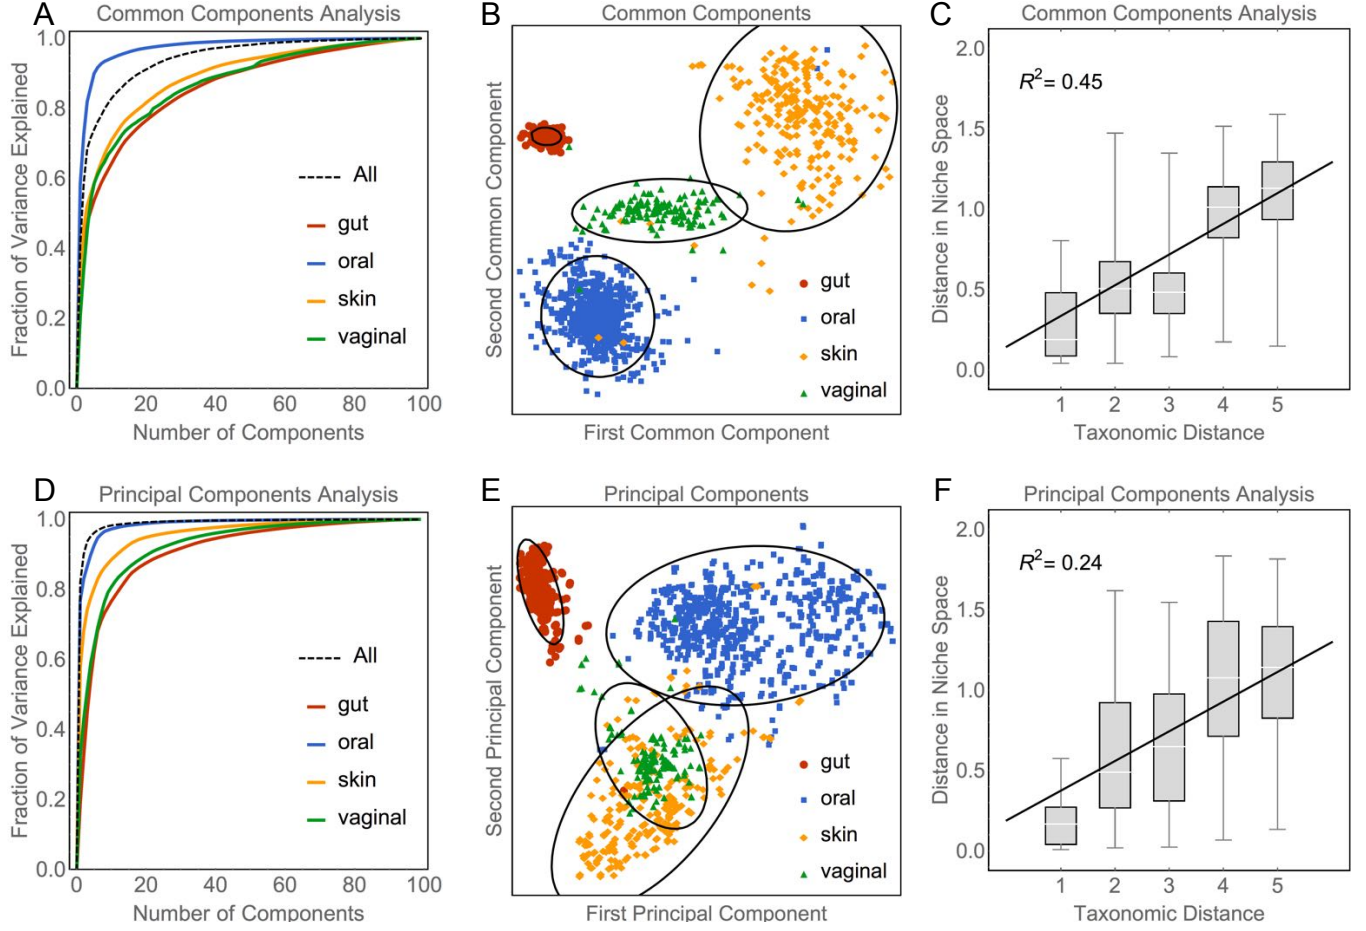 A
Common Components Analysis
Fraction of Variance Explained
1.0
0.8
0.6
0.4
0.2
0.0
All
gut
oral
skin
vaginal
0 20 40 60 80 100
Number of Components
B
Common Components
Second Common Component
gut
oral
skin
vaginal
First Common Component
C
Common Components Analysis
Distance in Niche Space
2.0
1.5
1.0
0.5
0.0
R² = 0.45
1 2 3 4 5
Taxonomic Distance
D
Principal Components Analysis
Fraction of Variance Explained
1.0
0.8
0.6
0.4
0.2
0.0
All
gut
oral
skin
vaginal
0 20 40 60 80 100
Number of Components
E
Principal Components
Second Principal Component
gut
oral
skin
vaginal
First Principal Component
F
Principal Components Analysis
Distance in Niche Space
2.0
1.5
1.0
0.5
0.0
R² = 0.24
1 2 3 4 5
Taxonomic Distance